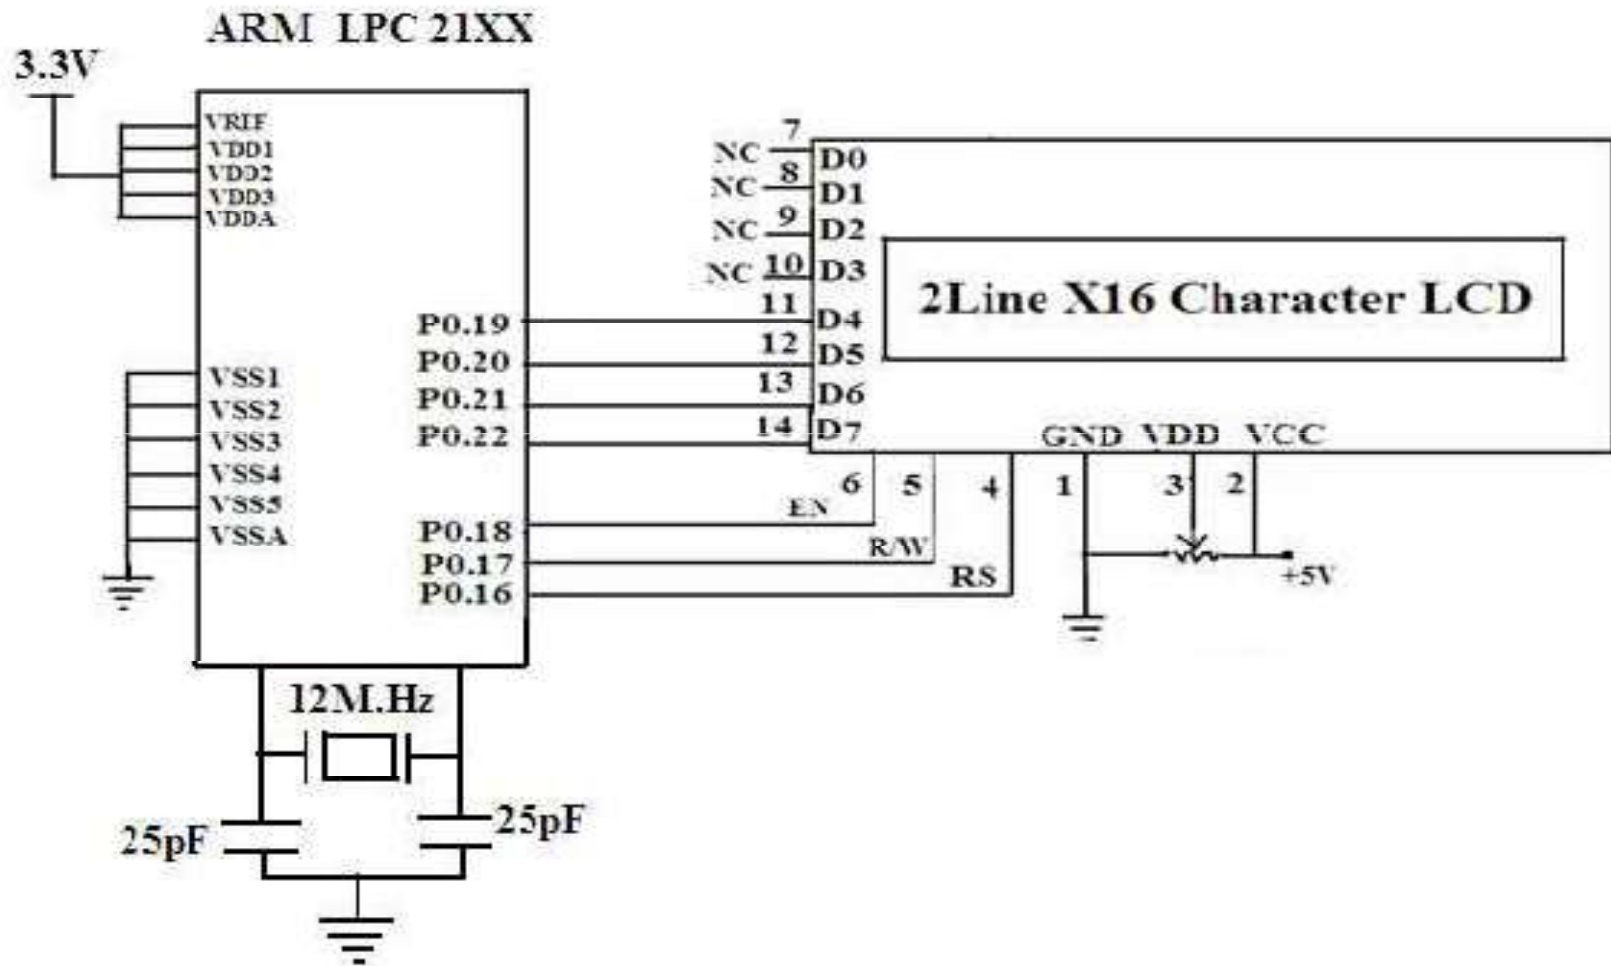 ARM LPC 21XX
3.3V
VRIF
VDD1
VDD2
VDD3
VDDA
VSS1
VSS2
VSS3
VSS4
VSS5
VSSA
P0.19
P0.20
P0.21
P0.22
P0.18
P0.17
P0.16
12M.Hz
25pF
25pF
NC 7 D0
NC 8 D1
NC 9 D2
NC 10 D3
11 D4
12 D5
13 D6
14 D7
2Line X16 Character LCD
GND VDD VCC
6 5 4 1 3 2
EN
R/W
RS
+5V